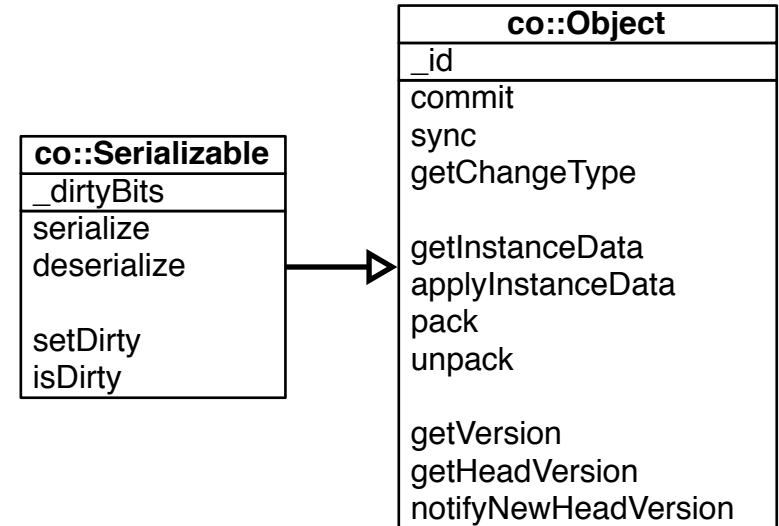 co::Serializable
_dirtyBits
serialize
deserialize
setDirty
isDirty
co::Object
_id
commit
sync
getChangeType
getInstanceData
applyInstanceData
pack
unpack
getVersion
getHeadVersion
notifyNewHeadVersion